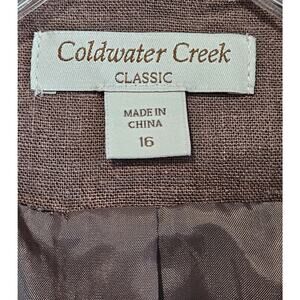 Coldwater Creek
CLASSIC
MADE IN
CHINA
16